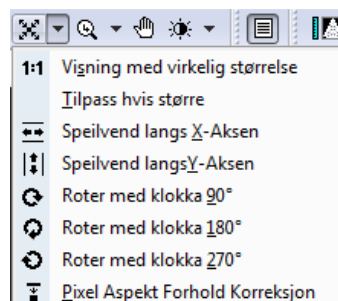 1:1 Visning med virkelig størrelse
Tilpass hvis større
Speilvend langs X-Aksen
Speilvend langsY-Aksen
Roter med klokka 90°
Roter med klokka 180°
Roter med klokka 270°
Pixel Aspekt Forhold Korreksjon